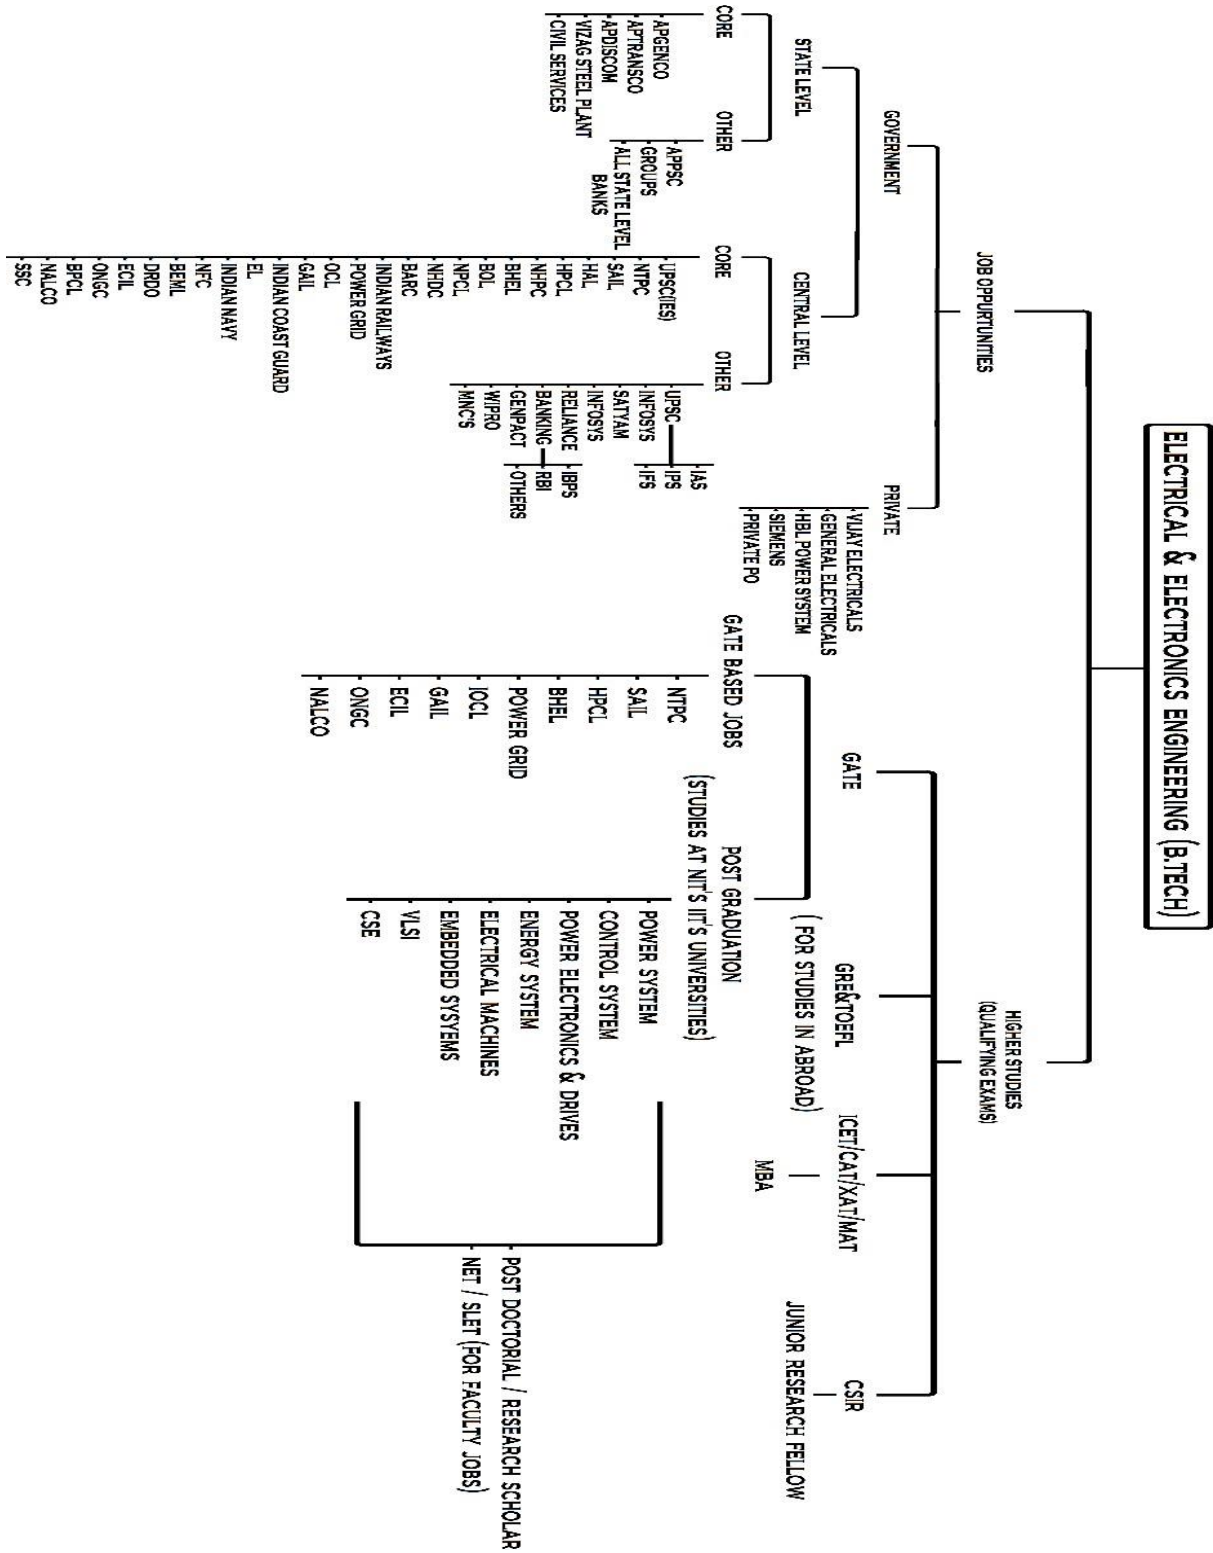 ELECTRICAL & ELECTRONICS ENGINEERING (B.TECH)
JOB OPPURTUNITIES
GOVERNMENT
STATE LEVEL
CORE
APGENCO
APTRANSCO
APDISCOM
VIZAG STEEL PLANT
CIVIL SERVICES
OTHER
APPSC
GROUPS
ALL STATE LEVEL
BANKS
CENTRAL LEVEL
CORE
UPSC(IES)
NTPC
SAIL
HAL
HPCL
NHPC
BHEL
BOL
NPCL
NHDC
BARC
INDIAN RAILWAYS
POWER GRID
OCL
GAIL
INDIAN COAST GUARD
EL
INDIAN NAVY
NFC
BEML
DRDO
ECIL
ONGC
BPCL
NALCO
SSC
OTHER
UPSC
IAS
IPS
IFS
INFOSYS
SATYAM
INFOSYS
RELIANCE
BANKING
IBPS
RBI
OTHERS
GENPACT
WIPRO
MNC'S
PRIVATE
VIJAY ELECTRICALS
GENERAL ELECTRICALS
HBL POWER SYSTEM
SIEMENS
PRIVATE PO
HIGHER STUDIES
(QUALIFYING EXAMS)
GATE
GATE BASED JOBS
NTPC
SAIL
HPCL
BHEL
POWER GRID
IOCL
GAIL
ECIL
ONGC
NALCO
POST GRADUATION
(STUDIES AT NIT'S IIT'S UNIVERSITIES)
POWER SYSTEM
CONTROL SYSTEM
POWER ELECTRONICS & DRIVES
ENERGY SYSTEM
ELECTRICAL MACHINES
EMBEDDED SYSYEMS
VLSI
CSE
POST DOCTORIAL / RESEARCH SCHOLAR
NET / SLET (FOR FACULTY JOBS)
GRE&TOEFL
( FOR STUDIES IN ABROAD)
ICET/CAT/XAT/MAT
MBA
CSIR
JUNIOR RESEARCH FELLOW